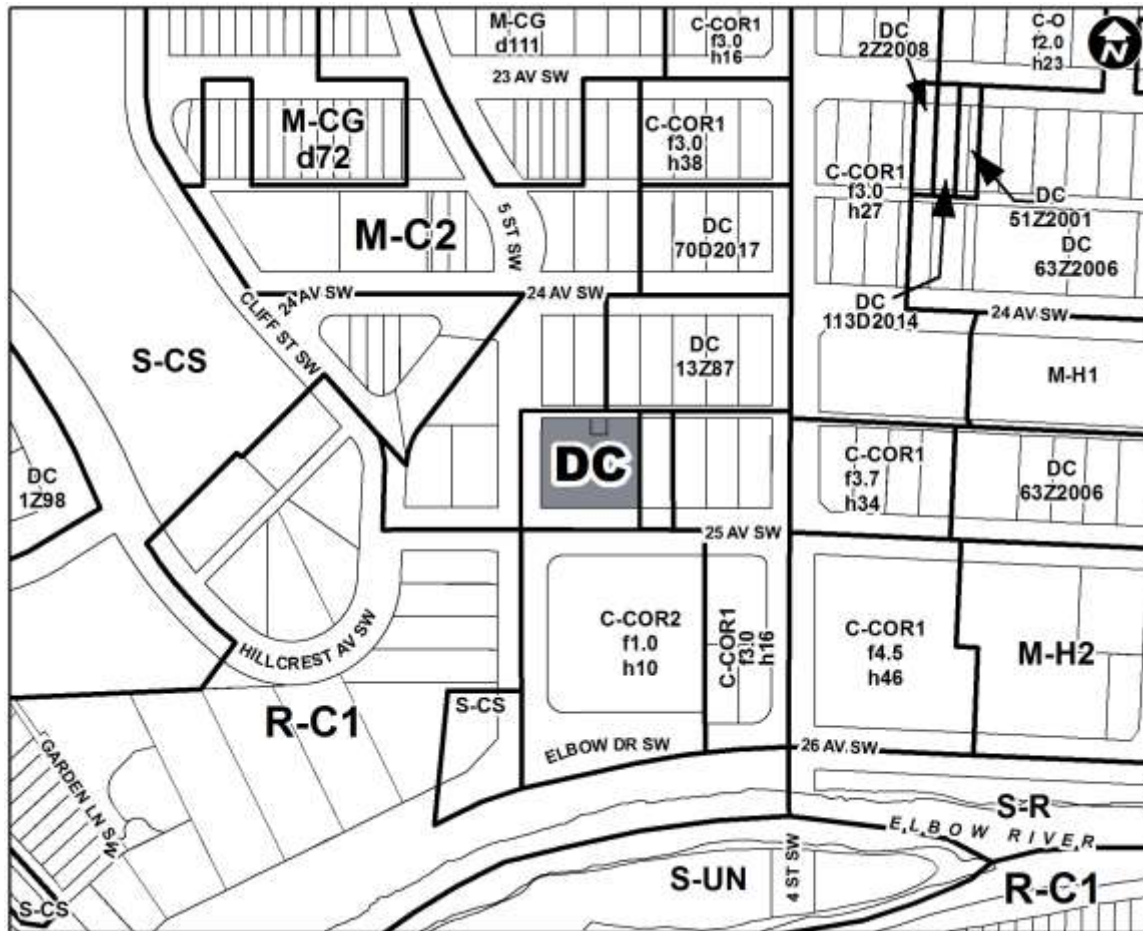 M-CG
d111
C-COR1
f3.0
h16
DC
2Z2008
C-O
f2.0
h23
N
23 AV SW
M-CG
d72
C-COR1
f3.0
h38
C-COR1
f3.0
h27
DC
51Z2001
M-C2
5 ST SW
DC
70D2017
DC
63Z2006
DC
113D2014
24 AV SW
24 AV SW
24 AV SW
CLIFF ST SW
S-CS
DC
13Z87
M-H1
DC
1Z98
DC
C-COR1
f3.7
h34
DC
63Z2006
25 AV SW
HILLCREST AV SW
C-COR2
f1.0
h10
C-COR1
f3.0
h16
C-COR1
f4.5
h46
M-H2
R-C1
S-CS
GARDEN LN SW
ELBOW DR SW
26 AV SW
S-R
ELBOW RIVER
S-UN
4 ST SW
R-C1
S-CS